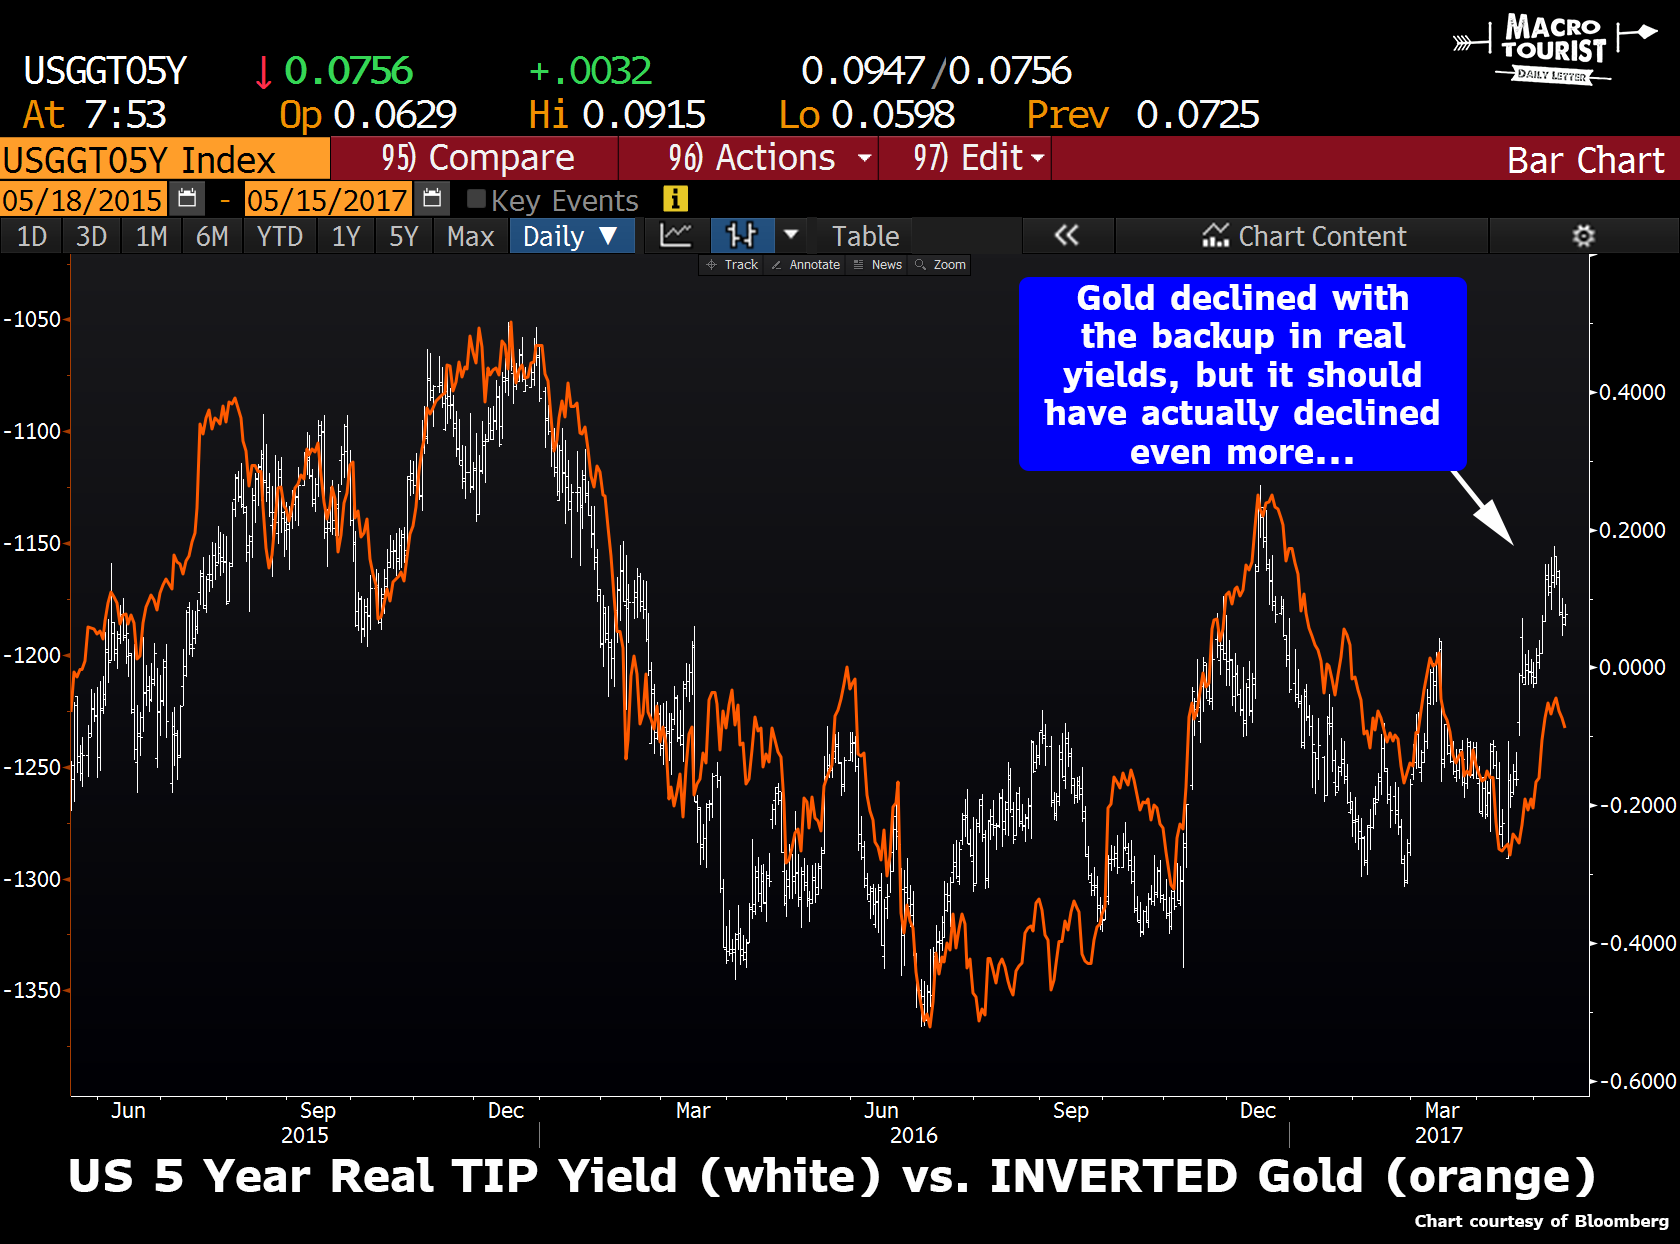 MACRO
TOURIST
DAILY LETTER
USGGT05Y ↓ 0.0756 +.0032 0.0947/0.0756
At 7:53 Op 0.0629 Hi 0.0915 Lo 0.0598 Prev 0.0725
USGGT05Y Index 95) Compare 96) Actions 97) Edit Bar Chart
05/18/2015 - 05/15/2017 Key Events i
1D 3D 1M 6M YTD 1Y 5Y Max Daily ▼ Table « Chart Content
Track Annotate News Zoom
Gold declined with
the backup in real
yields, but it should
have actually declined
even more...
-1050
-1100
-1150
-1200
-1250
-1300
-1350
0.4000
0.2000
0.0000
-0.2000
-0.4000
-0.6000
Jun Sep Dec Mar Jun Sep Dec Mar
2015 2016 2017
US 5 Year Real TIP Yield (white) vs. INVERTED Gold (orange)
Chart courtesy of Bloomberg